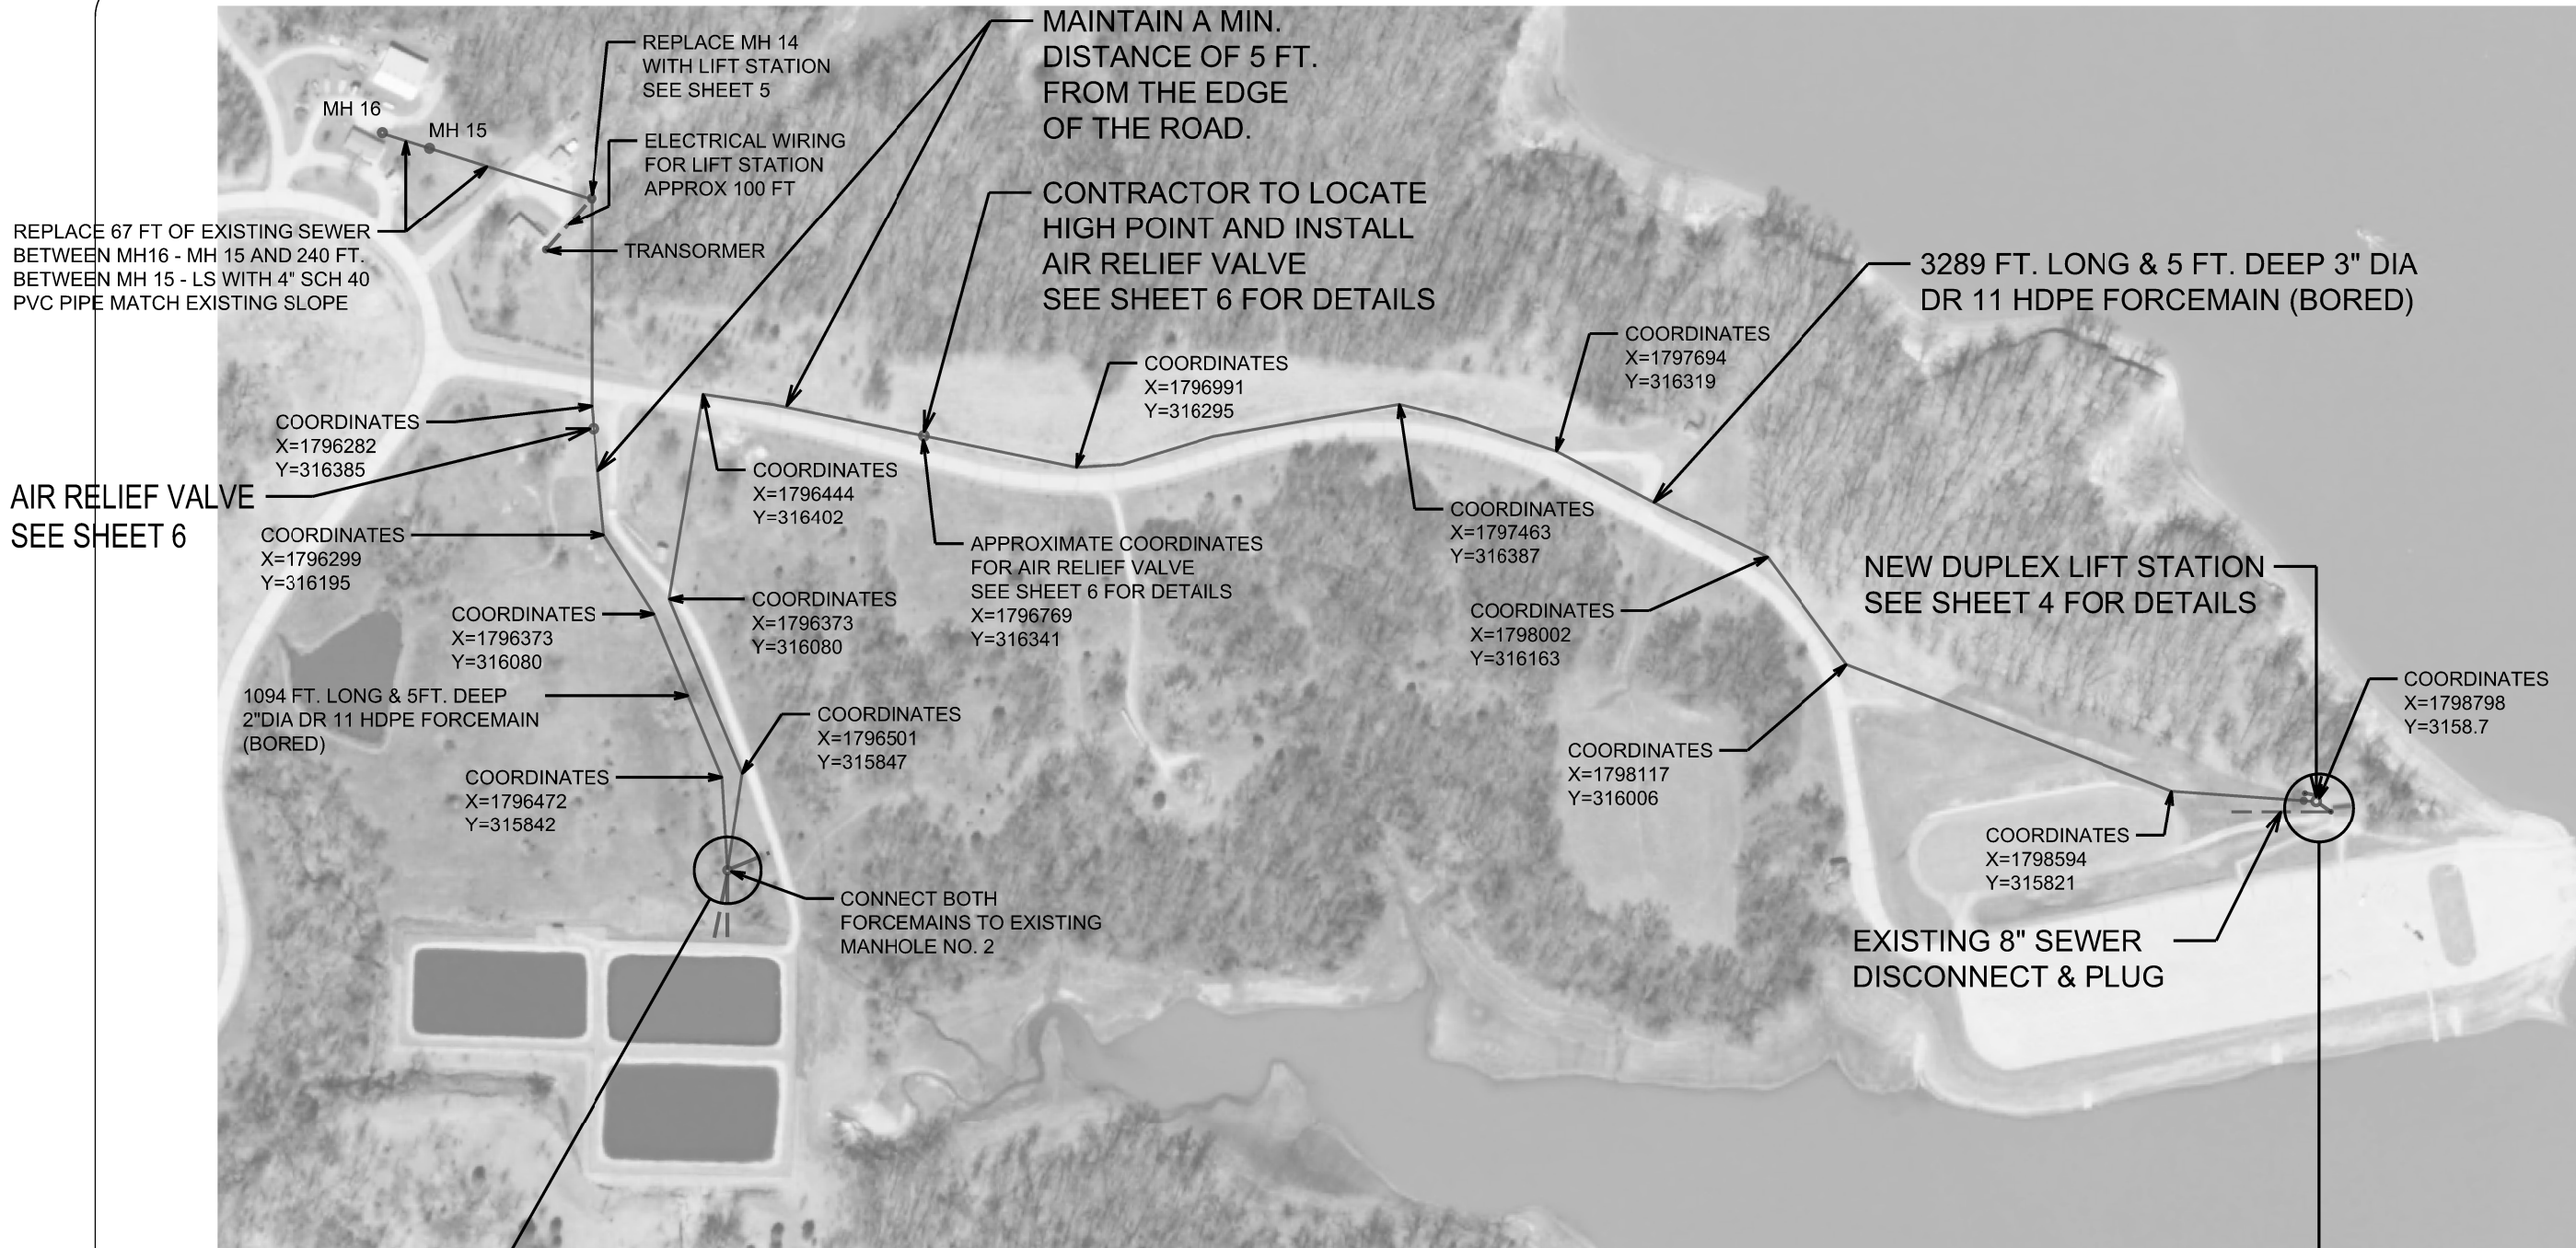 MAINTAIN A MIN.
DISTANCE OF 5 FT.
FROM THE EDGE
OF THE ROAD.
REPLACE MH 14
WITH LIFT STATION
SEE SHEET 5
MH 16
MH 15
ELECTRICAL WIRING
FOR LIFT STATION
APPROX 100 FT
TRANSORMER
REPLACE 67 FT OF EXISTING SEWER
BETWEEN MH16 - MH 15 AND 240 FT.
BETWEEN MH 15 - LS WITH 4" SCH 40
PVC PIPE MATCH EXISTING SLOPE
CONTRACTOR TO LOCATE
HIGH POINT AND INSTALL
AIR RELIEF VALVE
SEE SHEET 6 FOR DETAILS
3289 FT. LONG & 5 FT. DEEP 3" DIA
DR 11 HDPE FORCEMAIN (BORED)
COORDINATES
X=1797694
Y=316319
COORDINATES
X=1796991
Y=316295
COORDINATES
X=1796282
Y=316385
AIR RELIEF VALVE
SEE SHEET 6
COORDINATES
X=1796444
Y=316402
COORDINATES
X=1797463
Y=316387
COORDINATES
X=1796299
Y=316195
APPROXIMATE COORDINATES
FOR AIR RELIEF VALVE
SEE SHEET 6 FOR DETAILS
X=1796769
Y=316341
NEW DUPLEX LIFT STATION
SEE SHEET 4 FOR DETAILS
COORDINATES
X=1796373
Y=316080
COORDINATES
X=1796373
Y=316080
COORDINATES
X=1798002
Y=316163
COORDINATES
X=1798798
Y=3158.7
1094 FT. LONG & 5FT. DEEP
2"DIA DR 11 HDPE FORCEMAIN
(BORED)
COORDINATES
X=1796501
Y=315847
COORDINATES
X=1798117
Y=316006
COORDINATES
X=1796472
Y=315842
COORDINATES
X=1798594
Y=315821
CONNECT BOTH
FORCEMAINS TO EXISTING
MANHOLE NO. 2
EXISTING 8" SEWER
DISCONNECT & PLUG